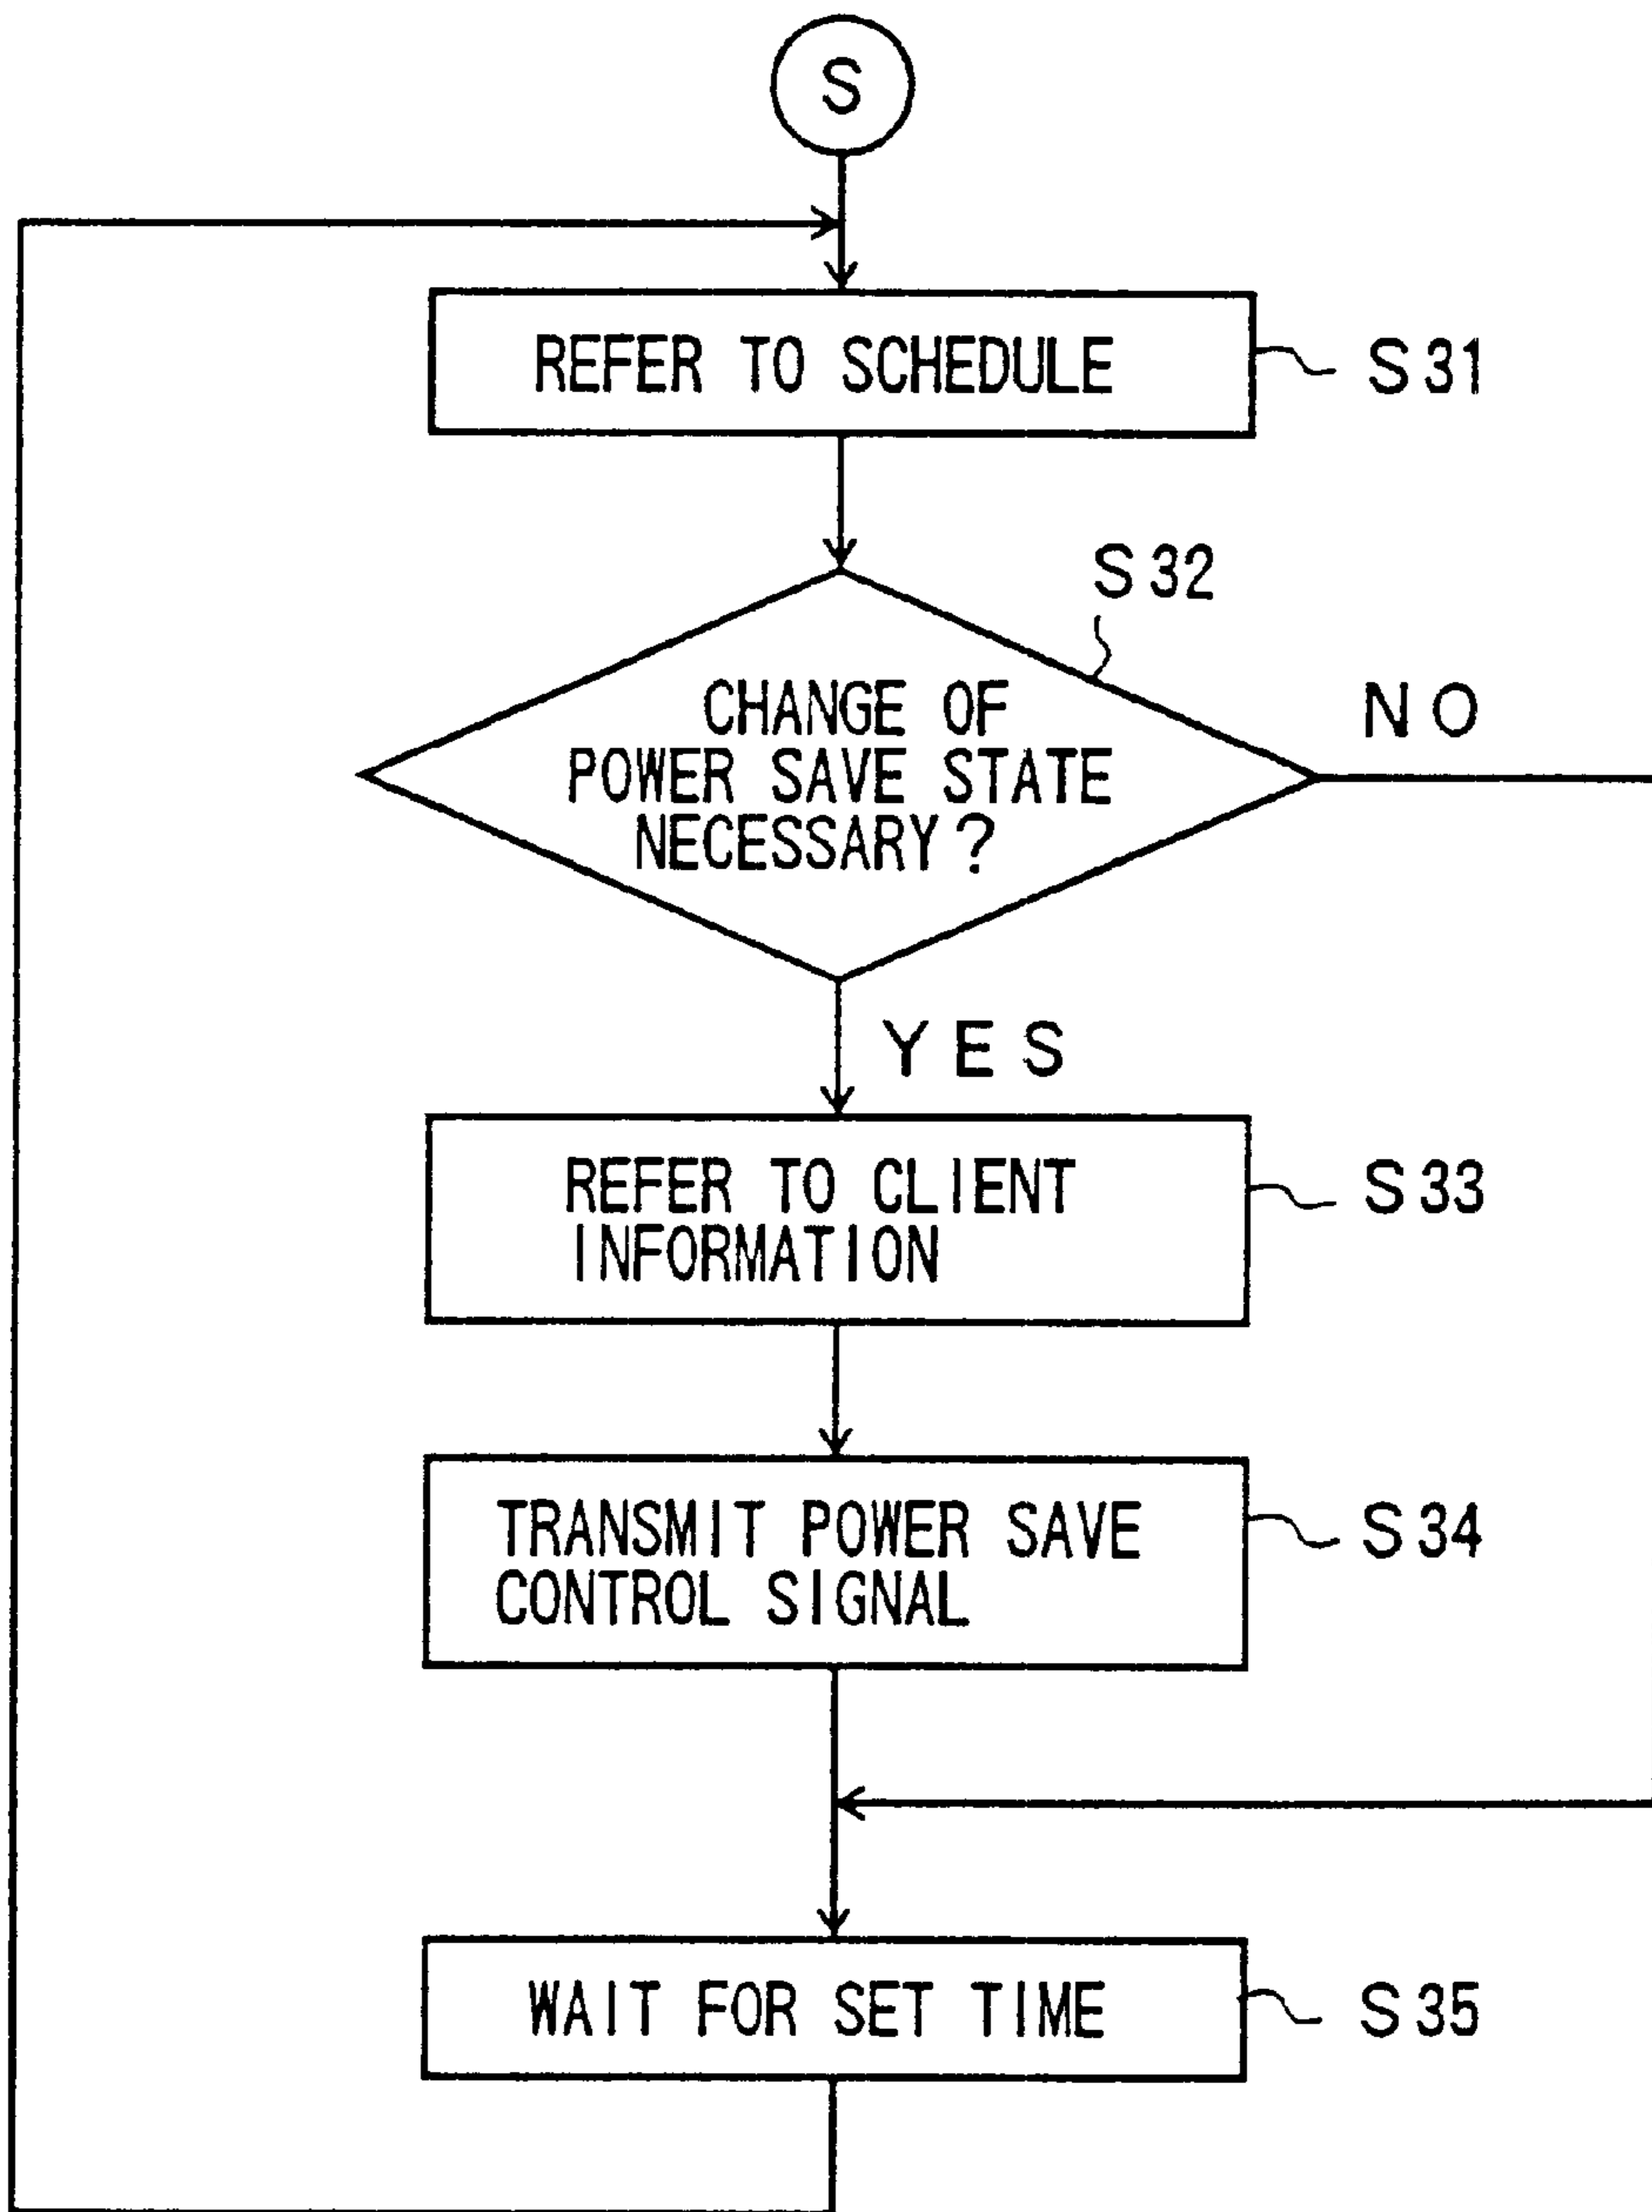 S
REFER TO SCHEDULE
S31
S32
CHANGE OF
POWER SAVE STATE
NECESSARY?
NO
YES
REFER TO CLIENT
INFORMATION
S33
TRANSMIT POWER SAVE
CONTROL SIGNAL
S34
WAIT FOR SET TIME
S35